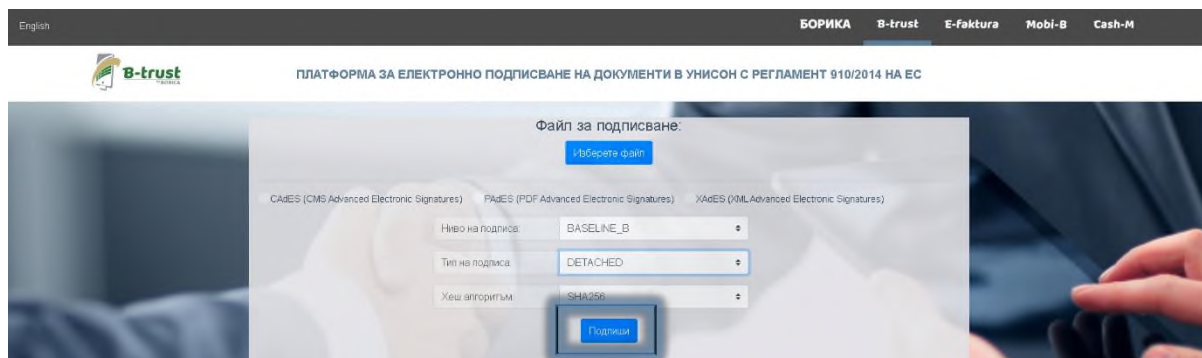 English БОРИКА B-trust E-faktura Mobi-B Cash-M
B-trust
by BORICA
ПЛАТФОРМА ЗА ЕЛЕКТРОННО ПОДПИСВАНЕ НА ДОКУМЕНТИ В УНИСОН С РЕГЛАМЕНТ 910/2014 НА ЕС
Файл за подписване:
Изберете файл
CAdES (CMS Advanced Electronic Signatures) PAdES (PDF Advanced Electronic Signatures) XAdES (XML Advanced Electronic Signatures)
Ниво на подписа: BASELINE_B
Тип на подписа: DETACHED
Хеш алгоритъм: SHA256
Подпиши